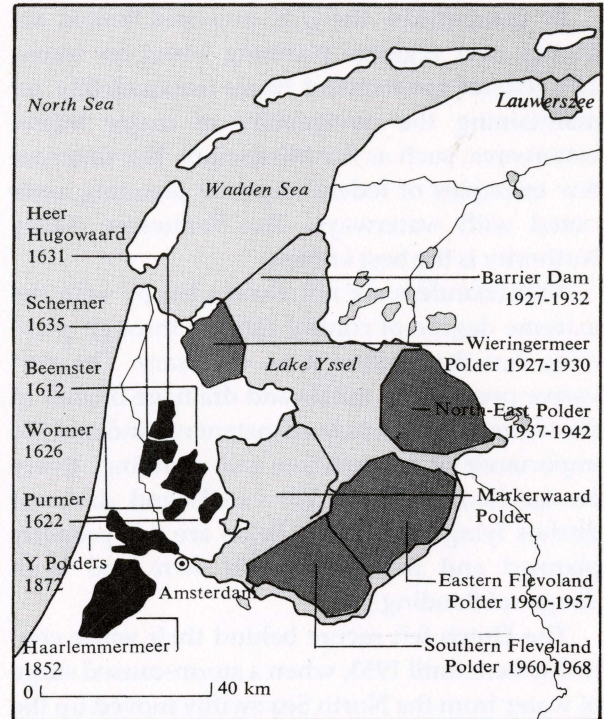 North Sea
Lauwerszee
Wadden Sea
Heer
Hugowaard
1631
Schermer
1635
Beemster
1612
Wormer
1626
Purmer
1622
Y Polders
1872
Haarlemmermeer
1852
0
40 km
Amsterdam
Lake Yssel
Barrier Dam
1927-1932
Wieringermeer
Polder 1927-1930
North-East Polder
1937-1942
Markerwaard
Polder
Eastern Flevoland
Polder 1950-1957
Southern Flevoland
Polder 1960-1968